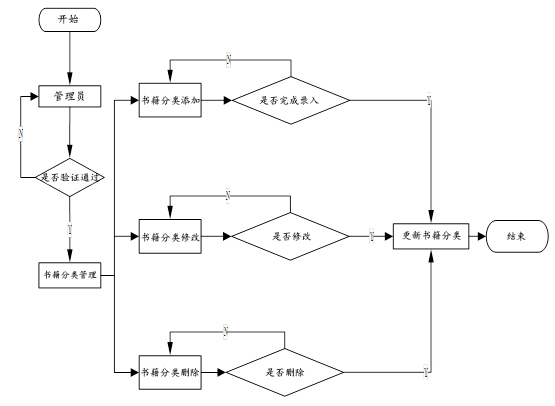 开始
管理员
N
是否验证通过
Y
书籍分类管理
N
书籍分类添加
是否完成录入
Y
N
书籍分类修改
是否修改
Y
更新书籍分类
结束
N
书籍分类删除
是否删除
Y